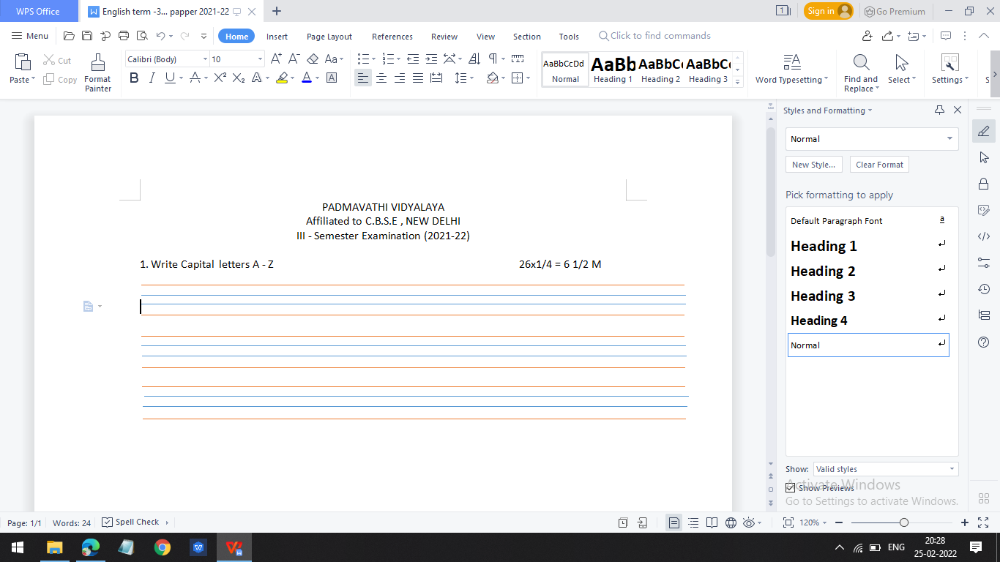 WPS Office
English term -3... papper 2021-22
1
Sign in
Go Premium
Menu
Home
Insert
Page Layout
References
Review
View
Section
Tools
Click to find commands
Paste
Cut
Copy
Format
Painter
Calibri (Body)
10
AaBbCcDd
Normal
AaBb
Heading 1
AaBbC
Heading 2
AaBbC
Heading 3
Word Typesetting
Find and
Replace
Select
Settings
S
Styles and Formatting
Normal
New Style...
Clear Format
Pick formatting to apply
Default Paragraph Font
a
Heading 1
Heading 2
Heading 3
Heading 4
Normal
Show:
Valid styles
Show Previews
Activate Windows
Go to Settings to activate Windows.
PADMAVATHI VIDYALAYA
Affiliated to C.B.S.E , NEW DELHI
III - Semester Examination (2021-22)
1. Write Capital letters A - Z 26x1/4 = 6 1/2 M
Page: 1/1
Words: 24
Spell Check
120%
ENG
20:28
25-02-2022